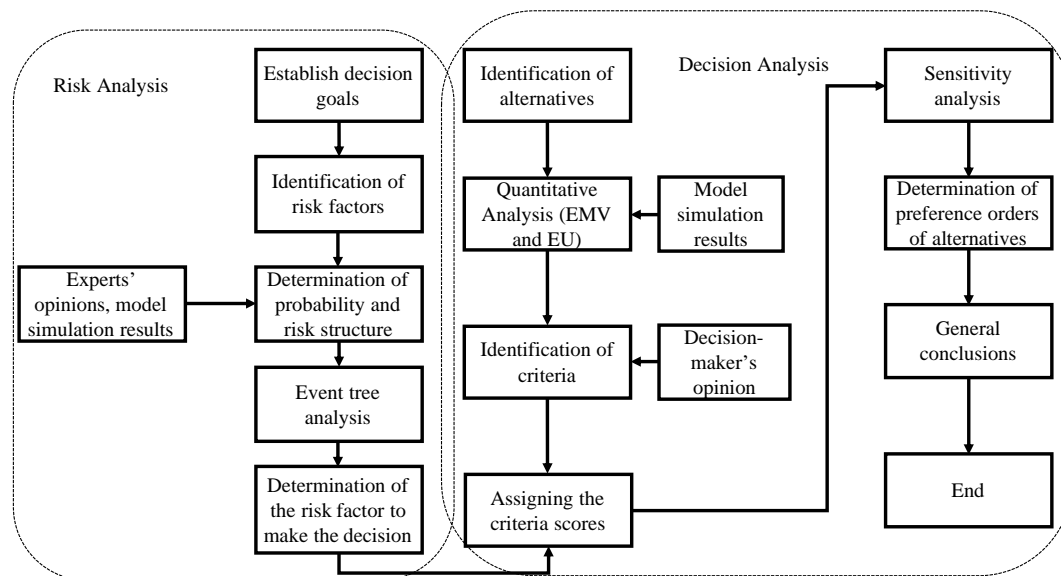 Risk Analysis
Establish decision
goals
Identification of
risk factors
Experts'
opinions, model
simulation results
Determination of
probability and
risk structure
Event tree
analysis
Determination of
the risk factor to
make the decision
Decision Analysis
Identification of
alternatives
Quantitative
Analysis (EMV
and EU)
Model
simulation
results
Identification of
criteria
Decision-
maker's
opinion
Assigning the
criteria scores
Sensitivity
analysis
Determination of
preference orders
of alternatives
General
conclusions
End